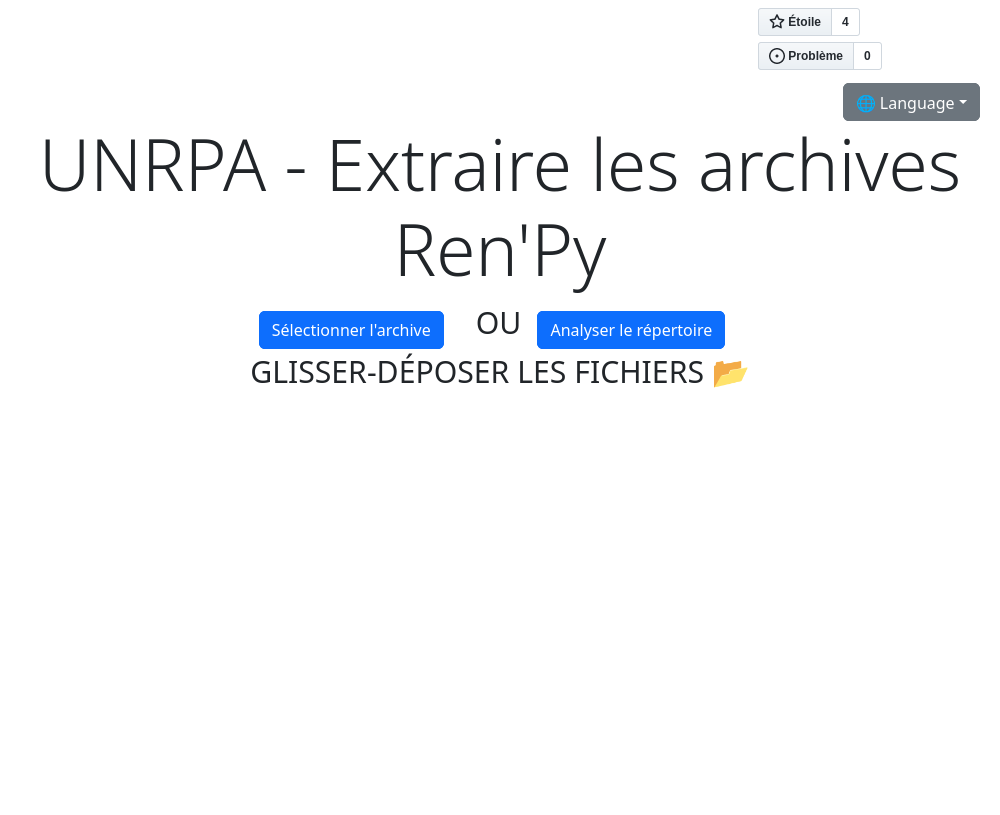 Étoile 4
Problème 0
🌐 Language
UNRPA - Extraire les archives
Ren'Py
Sélectionner l'archive OU Analyser le répertoire
GLISSER-DÉPOSER LES FICHIERS 📂